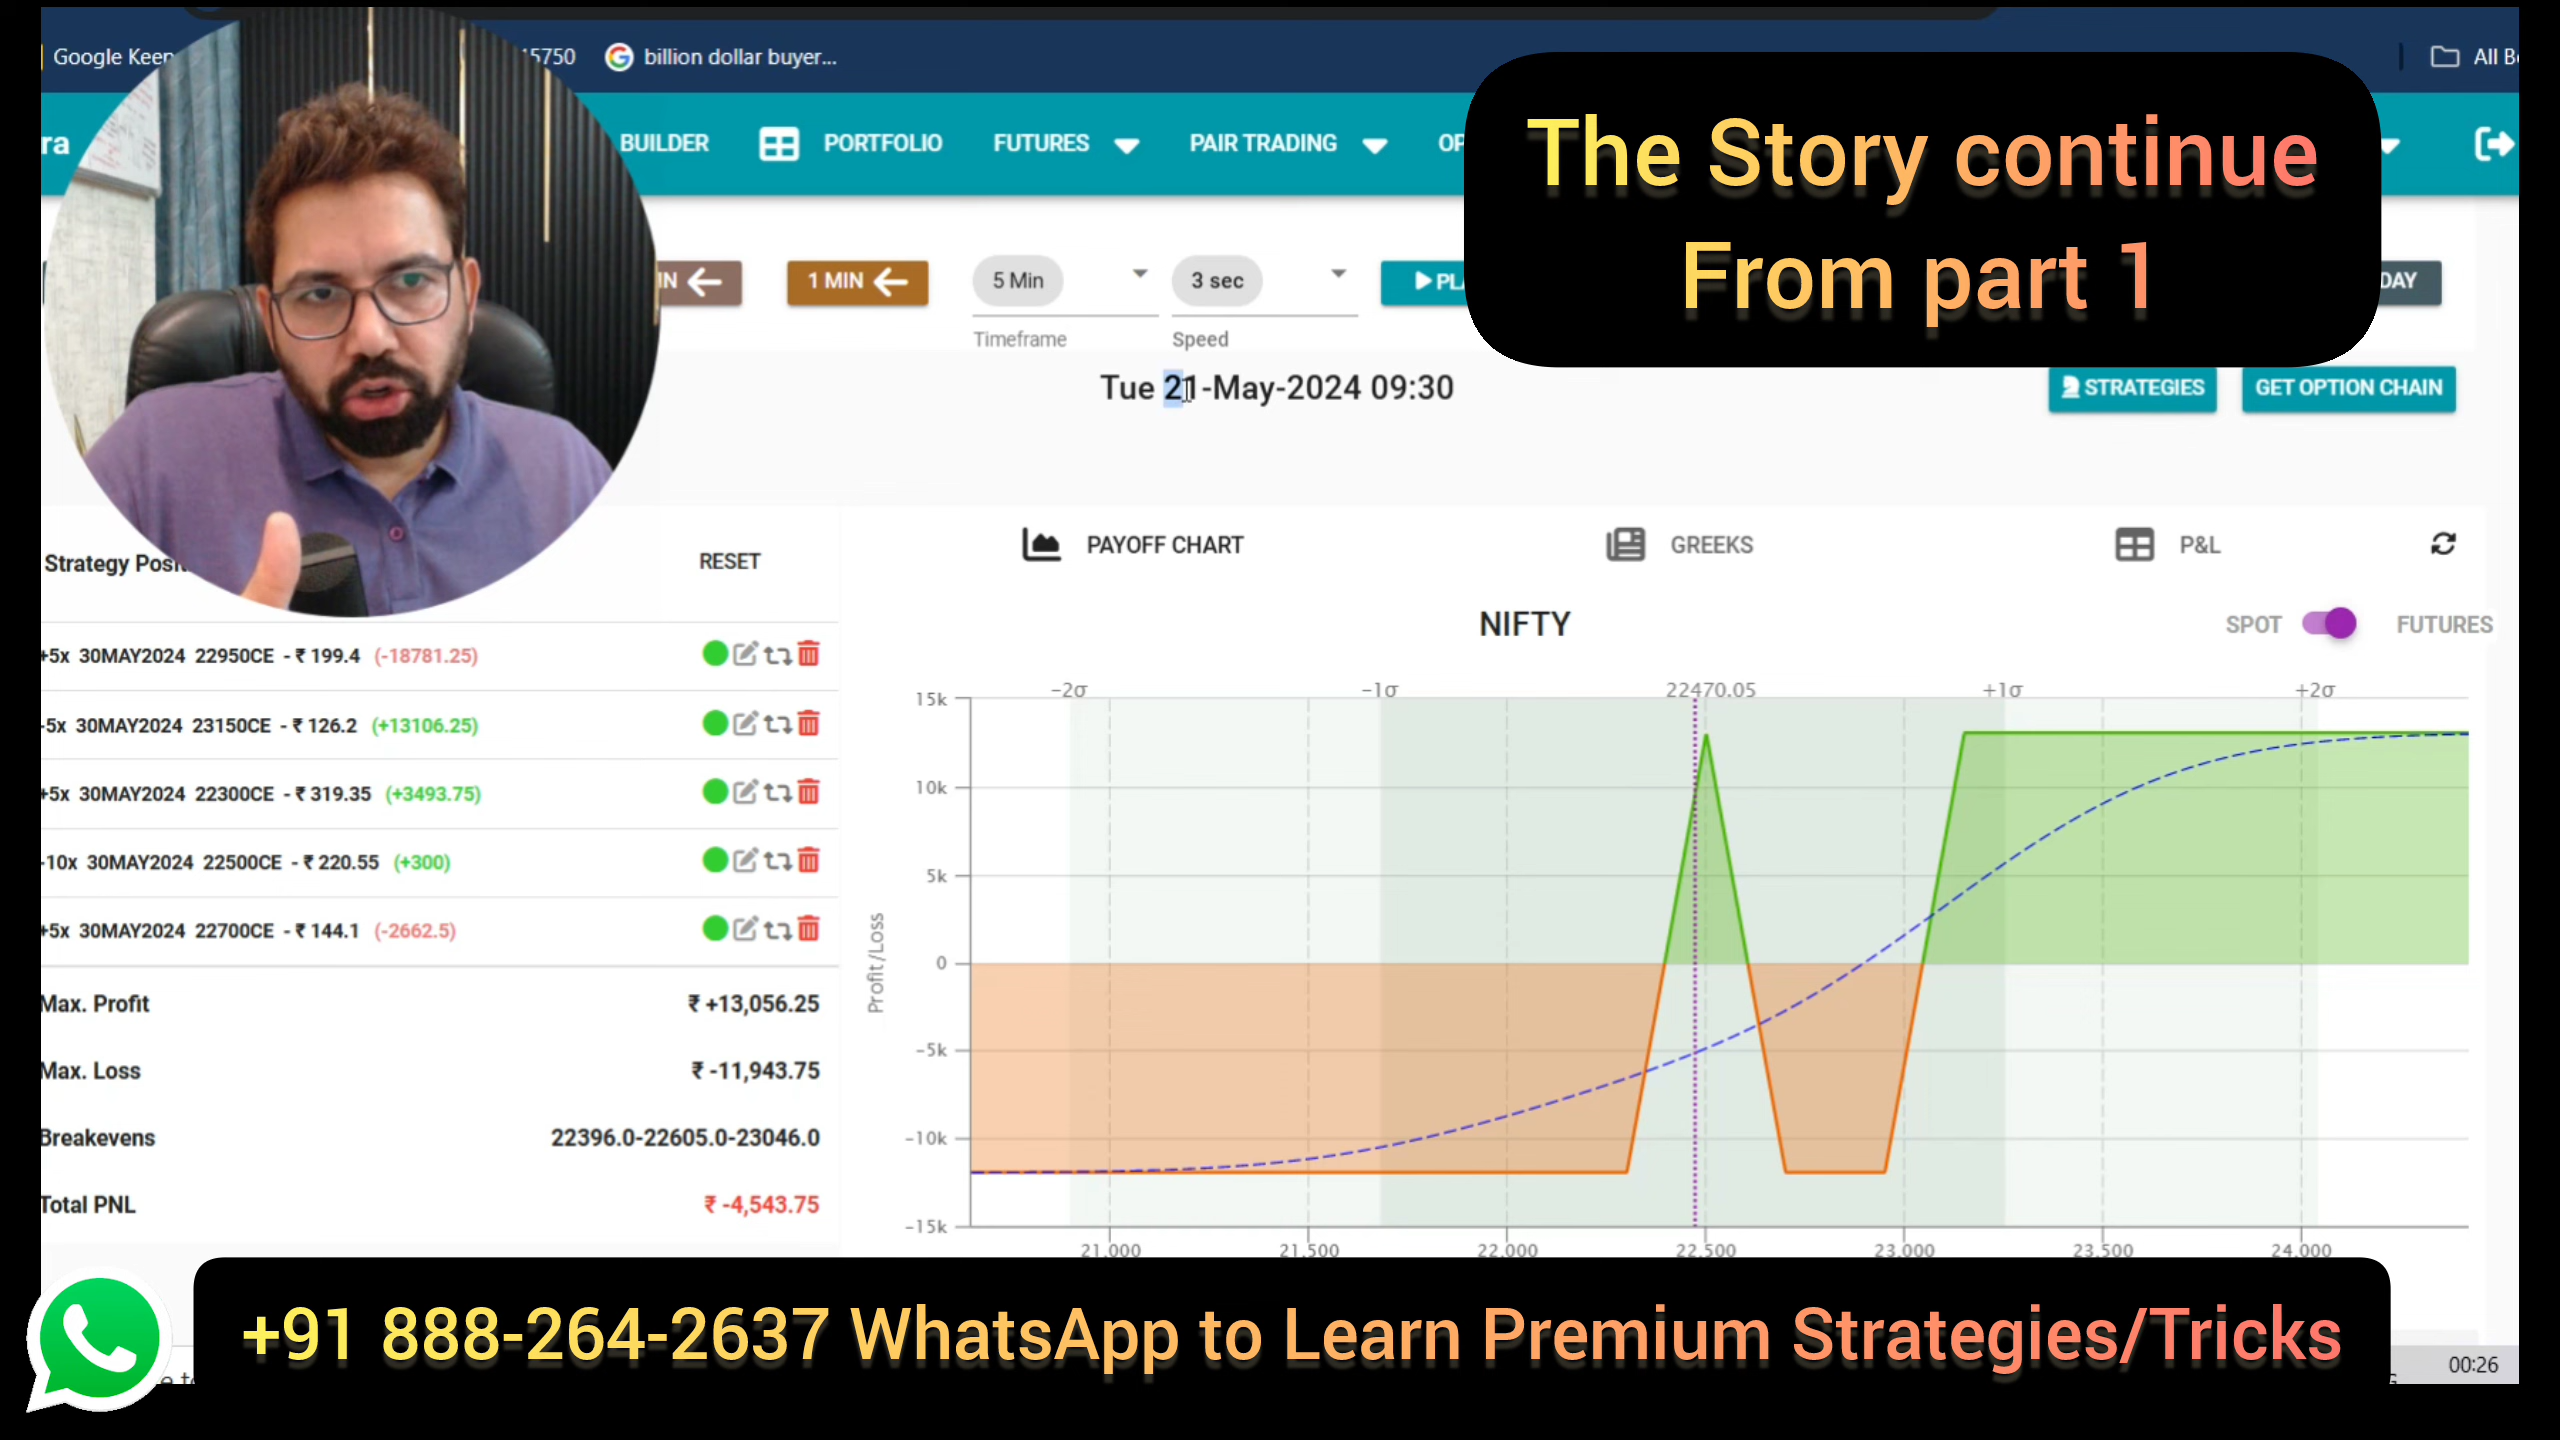 Google Keep
15750
billion dollar buyer...
All B
ra
BUILDER
PORTFOLIO
FUTURES
PAIR TRADING
OP
The Story continue
From part 1
IN
1 MIN
5 Min
3 sec
PL
DAY
Timeframe
Speed
Tue 21-May-2024 09:30
STRATEGIES
GET OPTION CHAIN
Strategy Posi
RESET
PAYOFF CHART
GREEKS
P&L
NIFTY
SPOT
FUTURES
+5x 30MAY2024 22950CE - ₹ 199.4 (-18781.25)
-5x 30MAY2024 23150CE - ₹ 126.2 (+13106.25)
+5x 30MAY2024 22300CE - ₹ 319.35 (+3493.75)
-10x 30MAY2024 22500CE - ₹ 220.55 (+300)
+5x 30MAY2024 22700CE - ₹ 144.1 (-2662.5)
Max. Profit ₹ +13,056.25
Max. Loss ₹ -11,943.75
Breakevens 22396.0-22605.0-23046.0
Total PNL ₹ -4,543.75
-2σ -1σ 22470.05 +1σ +2σ
15k
10k
5k
0
-5k
-10k
-15k
Profit/Loss
21,000 21,500 22,000 22,500 23,000 23,500 24,000
+91 888-264-2637 WhatsApp to Learn Premium Strategies/Tricks
00:26